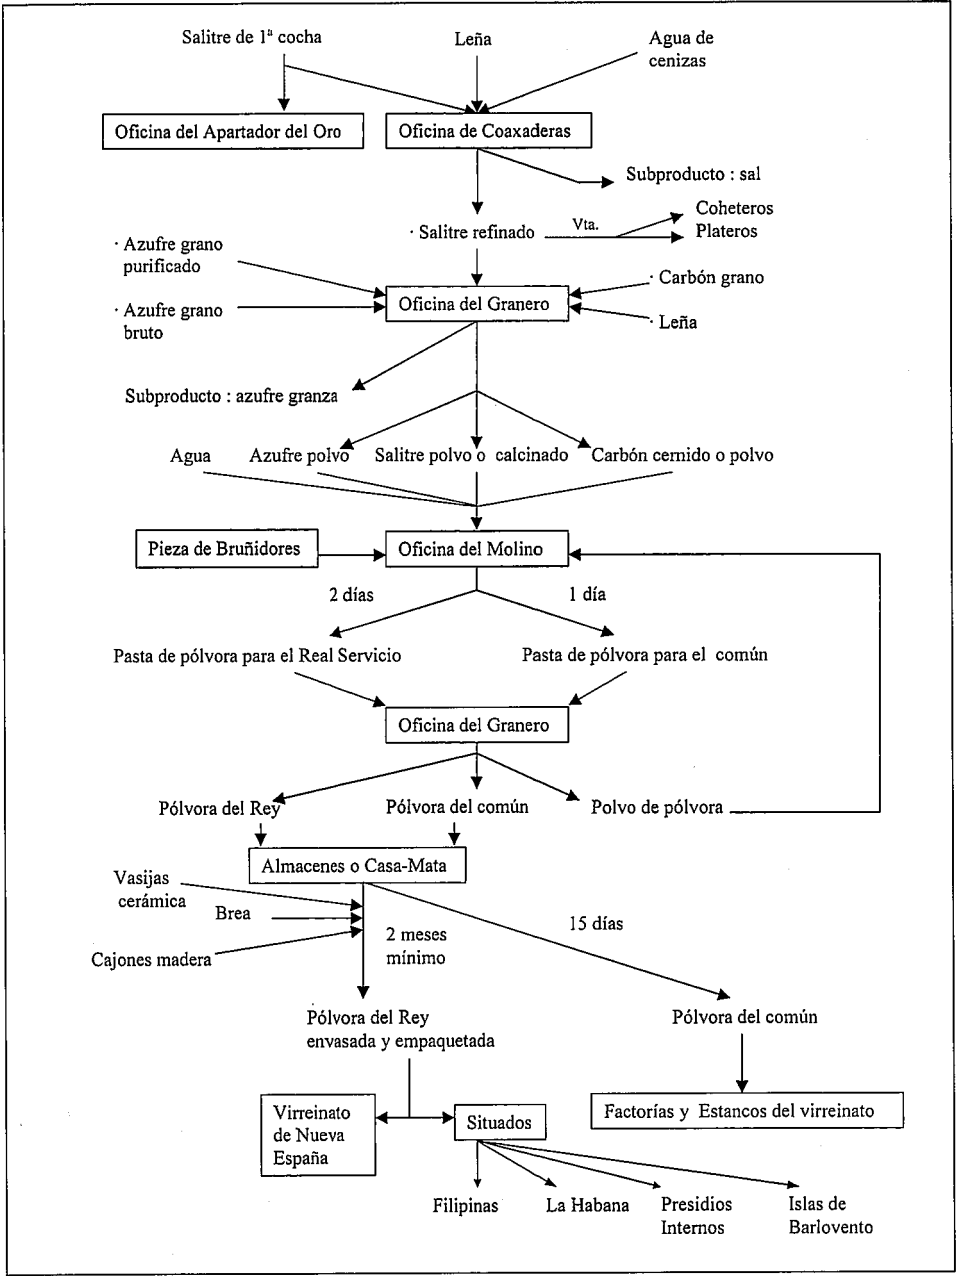 Salitre de 1ª cocha
Leña
Agua de
cenizas
Oficina del Apartador del Oro
Oficina de Coaxaderas
Subproducto : sal
· Salitre refinado
Vta.
Coheteros
Plateros
· Azufre grano
purificado
· Azufre grano
bruto
Oficina del Granero
· Carbón grano
· Leña
Subproducto : azufre granza
Agua
Azufre polvo
Salitre polvo o calcinado
Carbón cernido o polvo
Pieza de Bruñidores
Oficina del Molino
2 días
1 día
Pasta de pólvora para el Real Servicio
Pasta de pólvora para el común
Oficina del Granero
Pólvora del Rey
Pólvora del común
Polvo de pólvora
Almacenes o Casa-Mata
Vasijas
cerámica
Brea
Cajones madera
2 meses
mínimo
15 días
Pólvora del Rey
envasada y empaquetada
Pólvora del común
Virreinato
de Nueva
España
Situados
Factorías y Estancos del virreinato
Filipinas
La Habana
Presidios
Internos
Islas de
Barlovento